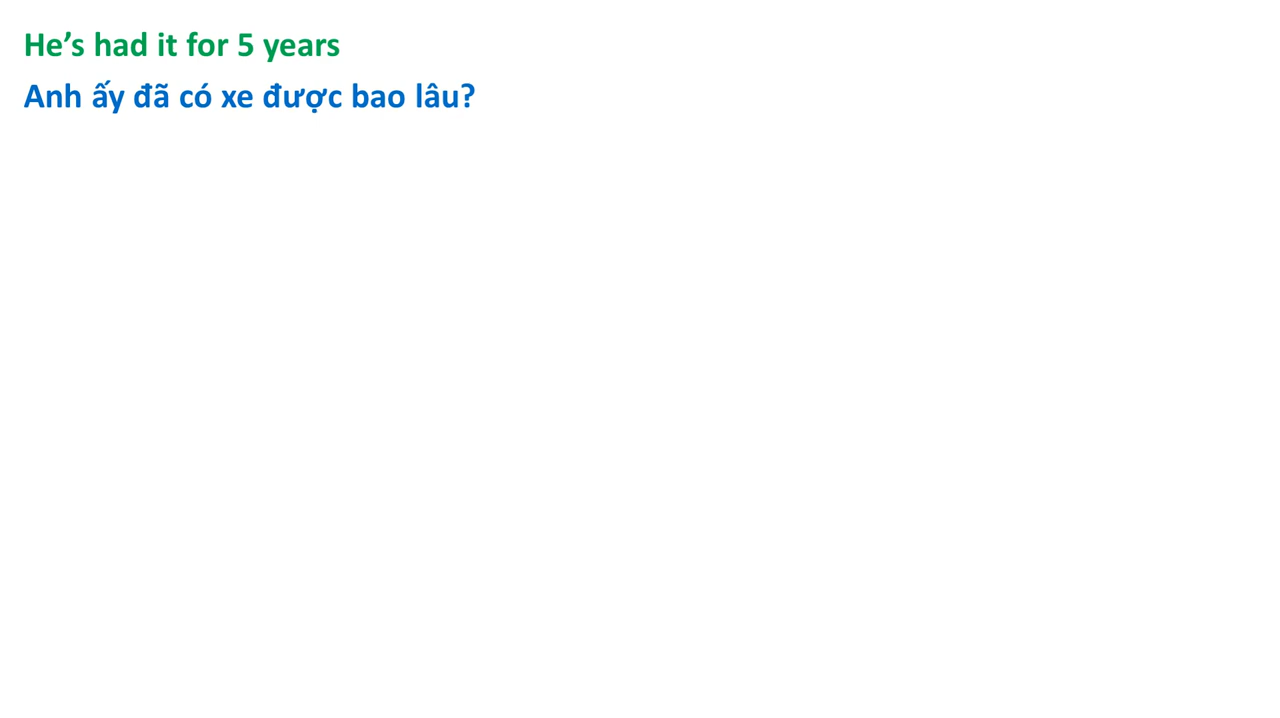 He’s had it for 5 years
Anh ấy đã có xe được bao lâu?